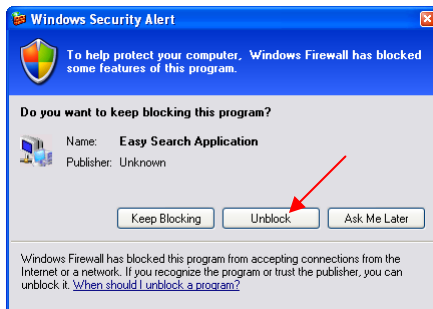 Windows Security Alert
To help protect your computer, Windows Firewall has blocked
some features of this program.
Do you want to keep blocking this program?
Name: Easy Search Application
Publisher: Unknown
Keep Blocking Unblock Ask Me Later
Windows Firewall has blocked this program from accepting connections from the
Internet or a network. If you recognize the program or trust the publisher, you can
unblock it. When should I unblock a program?